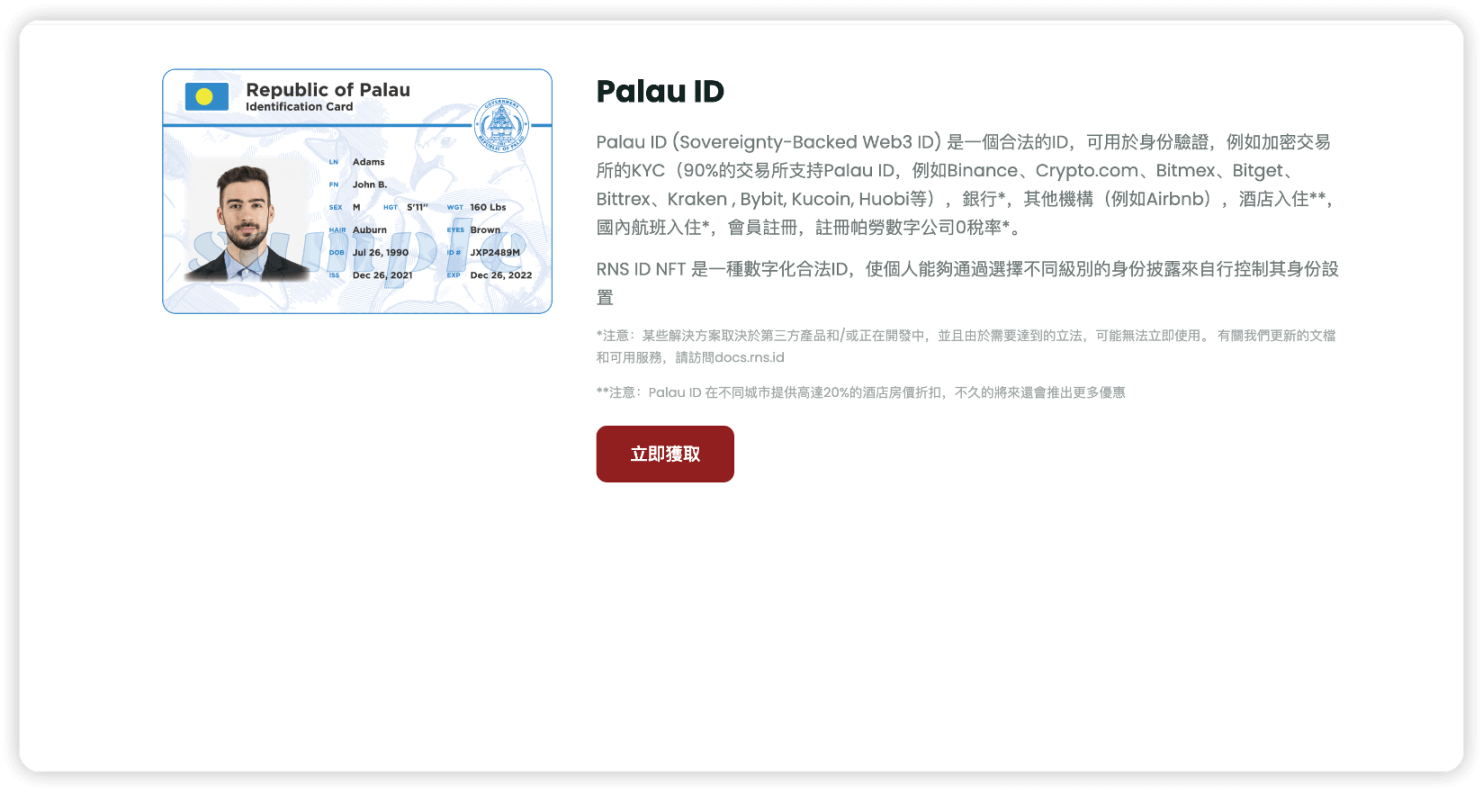 Republic of Palau
Identification Card
LN Adams
FN John B.
SEX M HGT 5'11" WGT 160 Lbs
HAIR Auburn EYES Brown
DOB Jul 26, 1990 ID # JXP2489M
ISS Dec 26, 2021 EXP Dec 26, 2022
sample
Palau ID
Palau ID (Sovereignty-Backed Web3 ID) 是一個合法的ID，可用於身份驗證，例如加密交易
所的KYC（90%的交易所支持Palau ID，例如Binance、Crypto.com、Bitmex、Bitget、
Bittrex、Kraken , Bybit, Kucoin, Huobi等），銀行*，其他機構（例如Airbnb），酒店入住**，
國內航班入住*，會員註冊，註冊帕勞數字公司0稅率*。
RNS ID NFT 是一種數字化合法ID，使個人能夠通過選擇不同級別的身份披露來自行控制其身份設
置
*注意：某些解決方案取決於第三方產品和/或正在開發中，並且由於需要達到的立法，可能無法立即使用。 有關我們更新的文檔
和可用服務，請訪問docs.rns.id
**注意：Palau ID 在不同城市提供高達20%的酒店房價折扣，不久的將來還會推出更多優惠
立即獲取